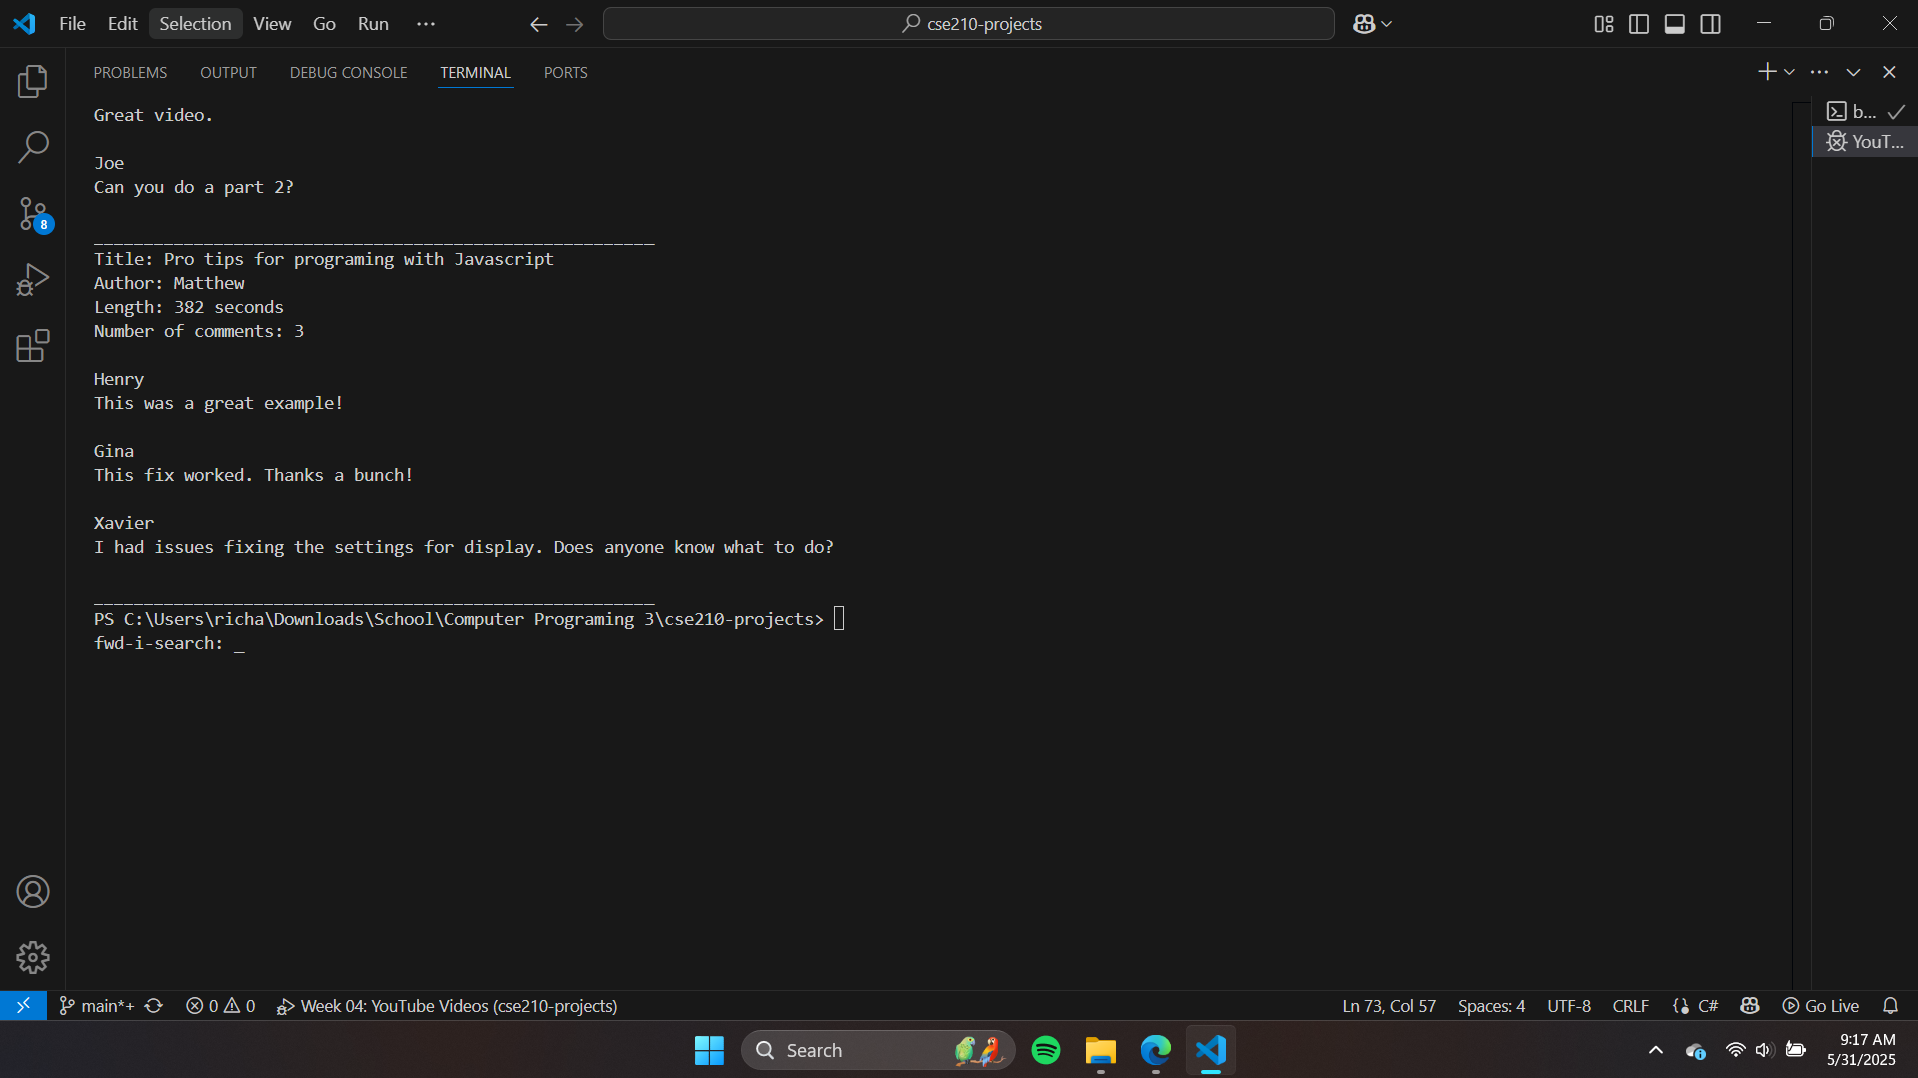 File Edit Selection View Go Run ··· cse210-projects
PROBLEMS OUTPUT DEBUG CONSOLE TERMINAL PORTS
Great video.
b...
YouT...
Joe
Can you do a part 2?
8
________________________________________________________
Title: Pro tips for programing with Javascript
Author: Matthew
Length: 382 seconds
Number of comments: 3
Henry
This was a great example!
Gina
This fix worked. Thanks a bunch!
Xavier
I had issues fixing the settings for display. Does anyone know what to do?
________________________________________________________
PS C:\Users\richa\Downloads\School\Computer Programing 3\cse210-projects>
fwd-i-search: _
main*+ 0 0 Week 04: YouTube Videos (cse210-projects) Ln 73, Col 57 Spaces: 4 UTF-8 CRLF {} C# Go Live
Search
9:17 AM
5/31/2025